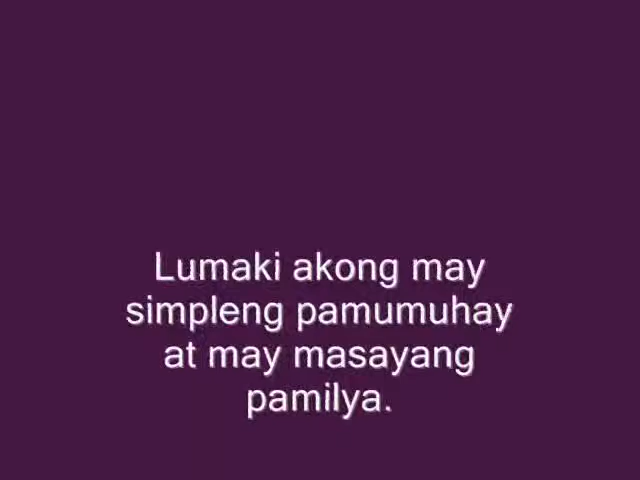 Lumaki akong may
simpleng pamumuhay
at may masayang
pamilya.